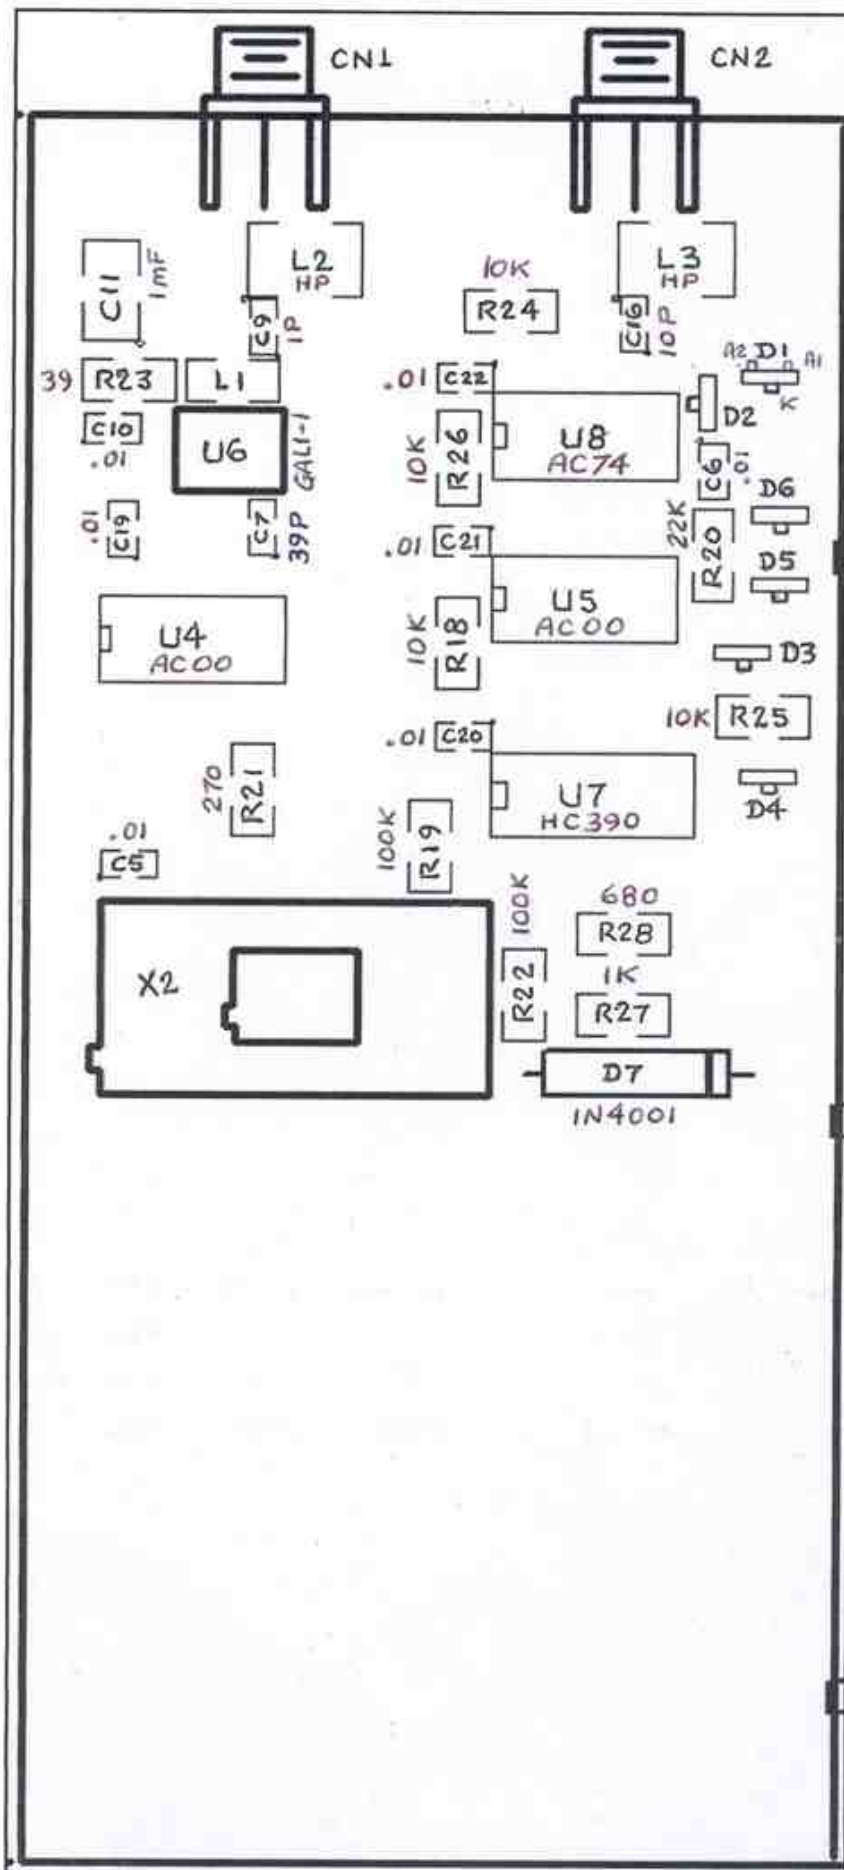 CN1
CN2
L2
HP
L3
HP
C11
1mF
C9
1P
10K
R24
C16
10P
39
R23
L1
.01
C22
A2
D1
A1
K
D2
C10
.01
U6
GALI-1
10K
R26
U8
AC74
C6
.01
D6
.01
C19
C7
39P
.01
C21
22K
R20
D5
U4
AC00
10K
R18
U5
AC00
D3
10K
R25
.01
C20
270
R21
U7
HC390
D4
.01
C5
100K
R19
680
R28
100K
R22
X2
1K
R27
D7
1N4001